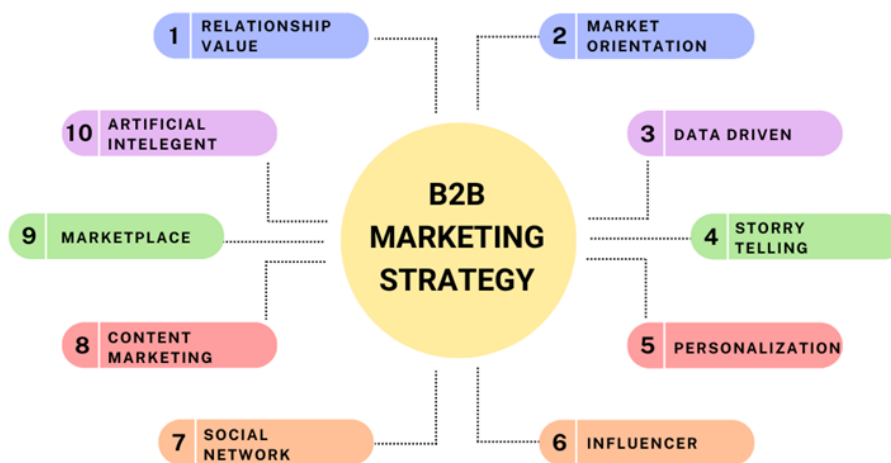 1 RELATIONSHIP
VALUE
2 MARKET
ORIENTATION
10 ARTIFICIAL
INTELEGENT
3 DATA DRIVEN
B2B
MARKETING
STRATEGY
9 MARKETPLACE
4 STORRY
TELLING
8 CONTENT
MARKETING
5 PERSONALIZATION
7 SOCIAL
NETWORK
6 INFLUENCER